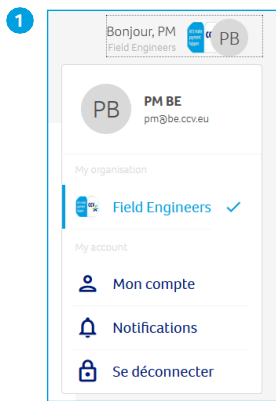 1
Bonjour, PM
Field Engineers
PB
PB
PM BE
pm@be.ccv.eu
My organisation
Field Engineers
My account
Mon compte
Notifications
Se déconnecter